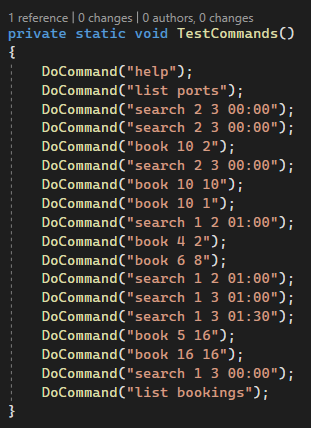 1 reference | 0 changes | 0 authors, 0 changes
private static void TestCommands()
{
DoCommand("help");
DoCommand("list ports");
DoCommand("search 2 3 00:00");
DoCommand("search 2 3 00:00");
DoCommand("book 10 2");
DoCommand("search 2 3 00:00");
DoCommand("book 10 10");
DoCommand("book 10 1");
DoCommand("search 1 2 01:00");
DoCommand("book 4 2");
DoCommand("book 6 8");
DoCommand("search 1 2 01:00");
DoCommand("search 1 3 01:00");
DoCommand("search 1 3 01:30");
DoCommand("book 5 16");
DoCommand("book 16 16");
DoCommand("search 1 3 00:00");
DoCommand("list bookings");
}